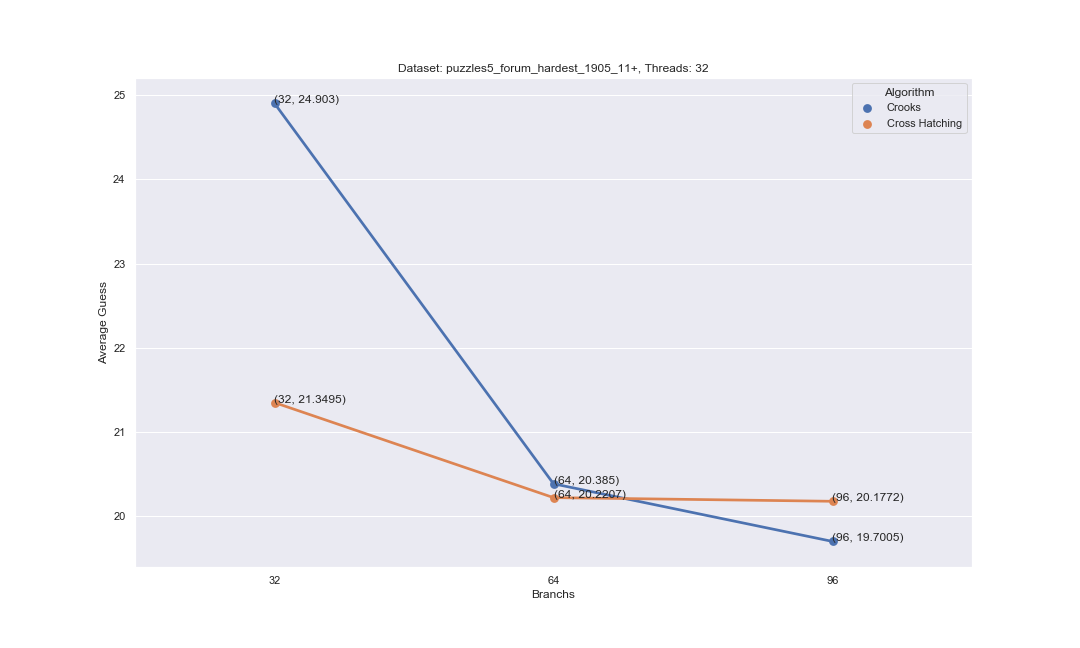 Dataset: puzzles5_forum_hardest_1905_11+, Threads: 32
Algorithm
Crooks
Cross Hatching
Average Guess
25
24
23
22
21
20
(32, 24.903)
(32, 21.3495)
(64, 20.385)
(64, 20.2207)
(96, 20.1772)
(96, 19.7005)
32
64
96
Branchs